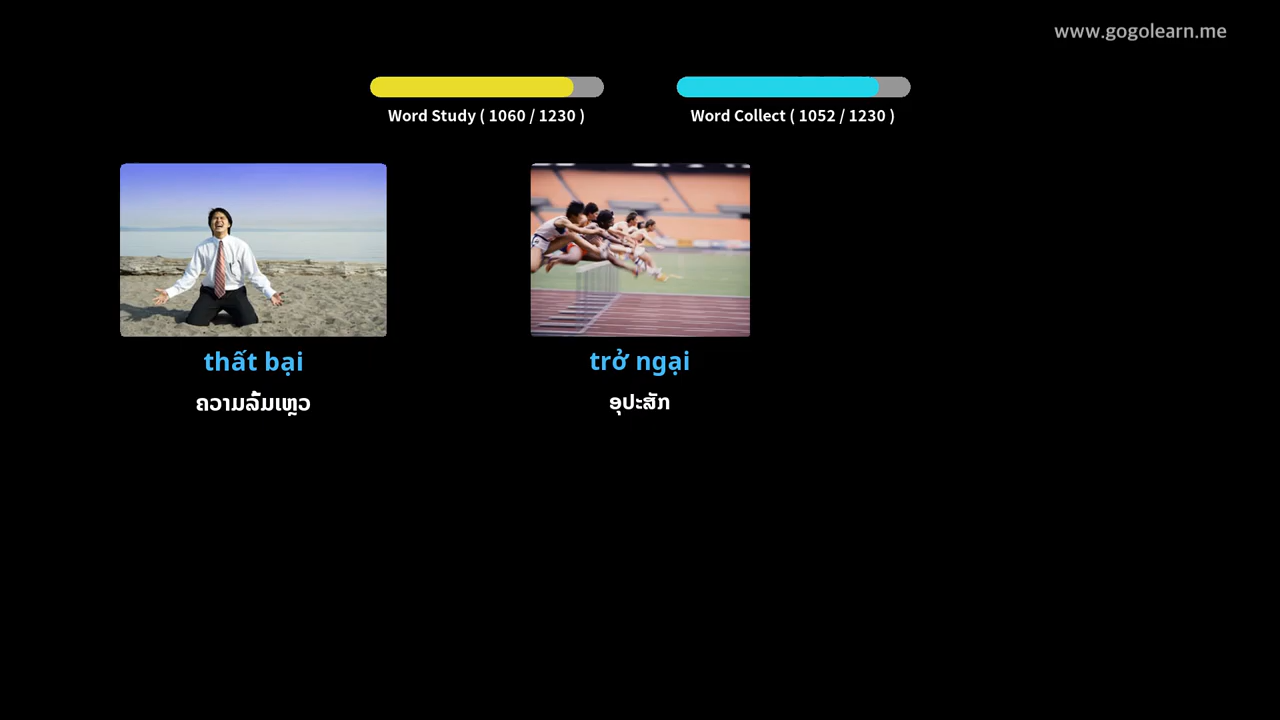 www.gogolearn.me
Word Study ( 1060 / 1230 )
Word Collect ( 1052 / 1230 )
thất bại
trở ngại
ຄວາມລົ້ມເຫຼວ
ອຸປະສັກ